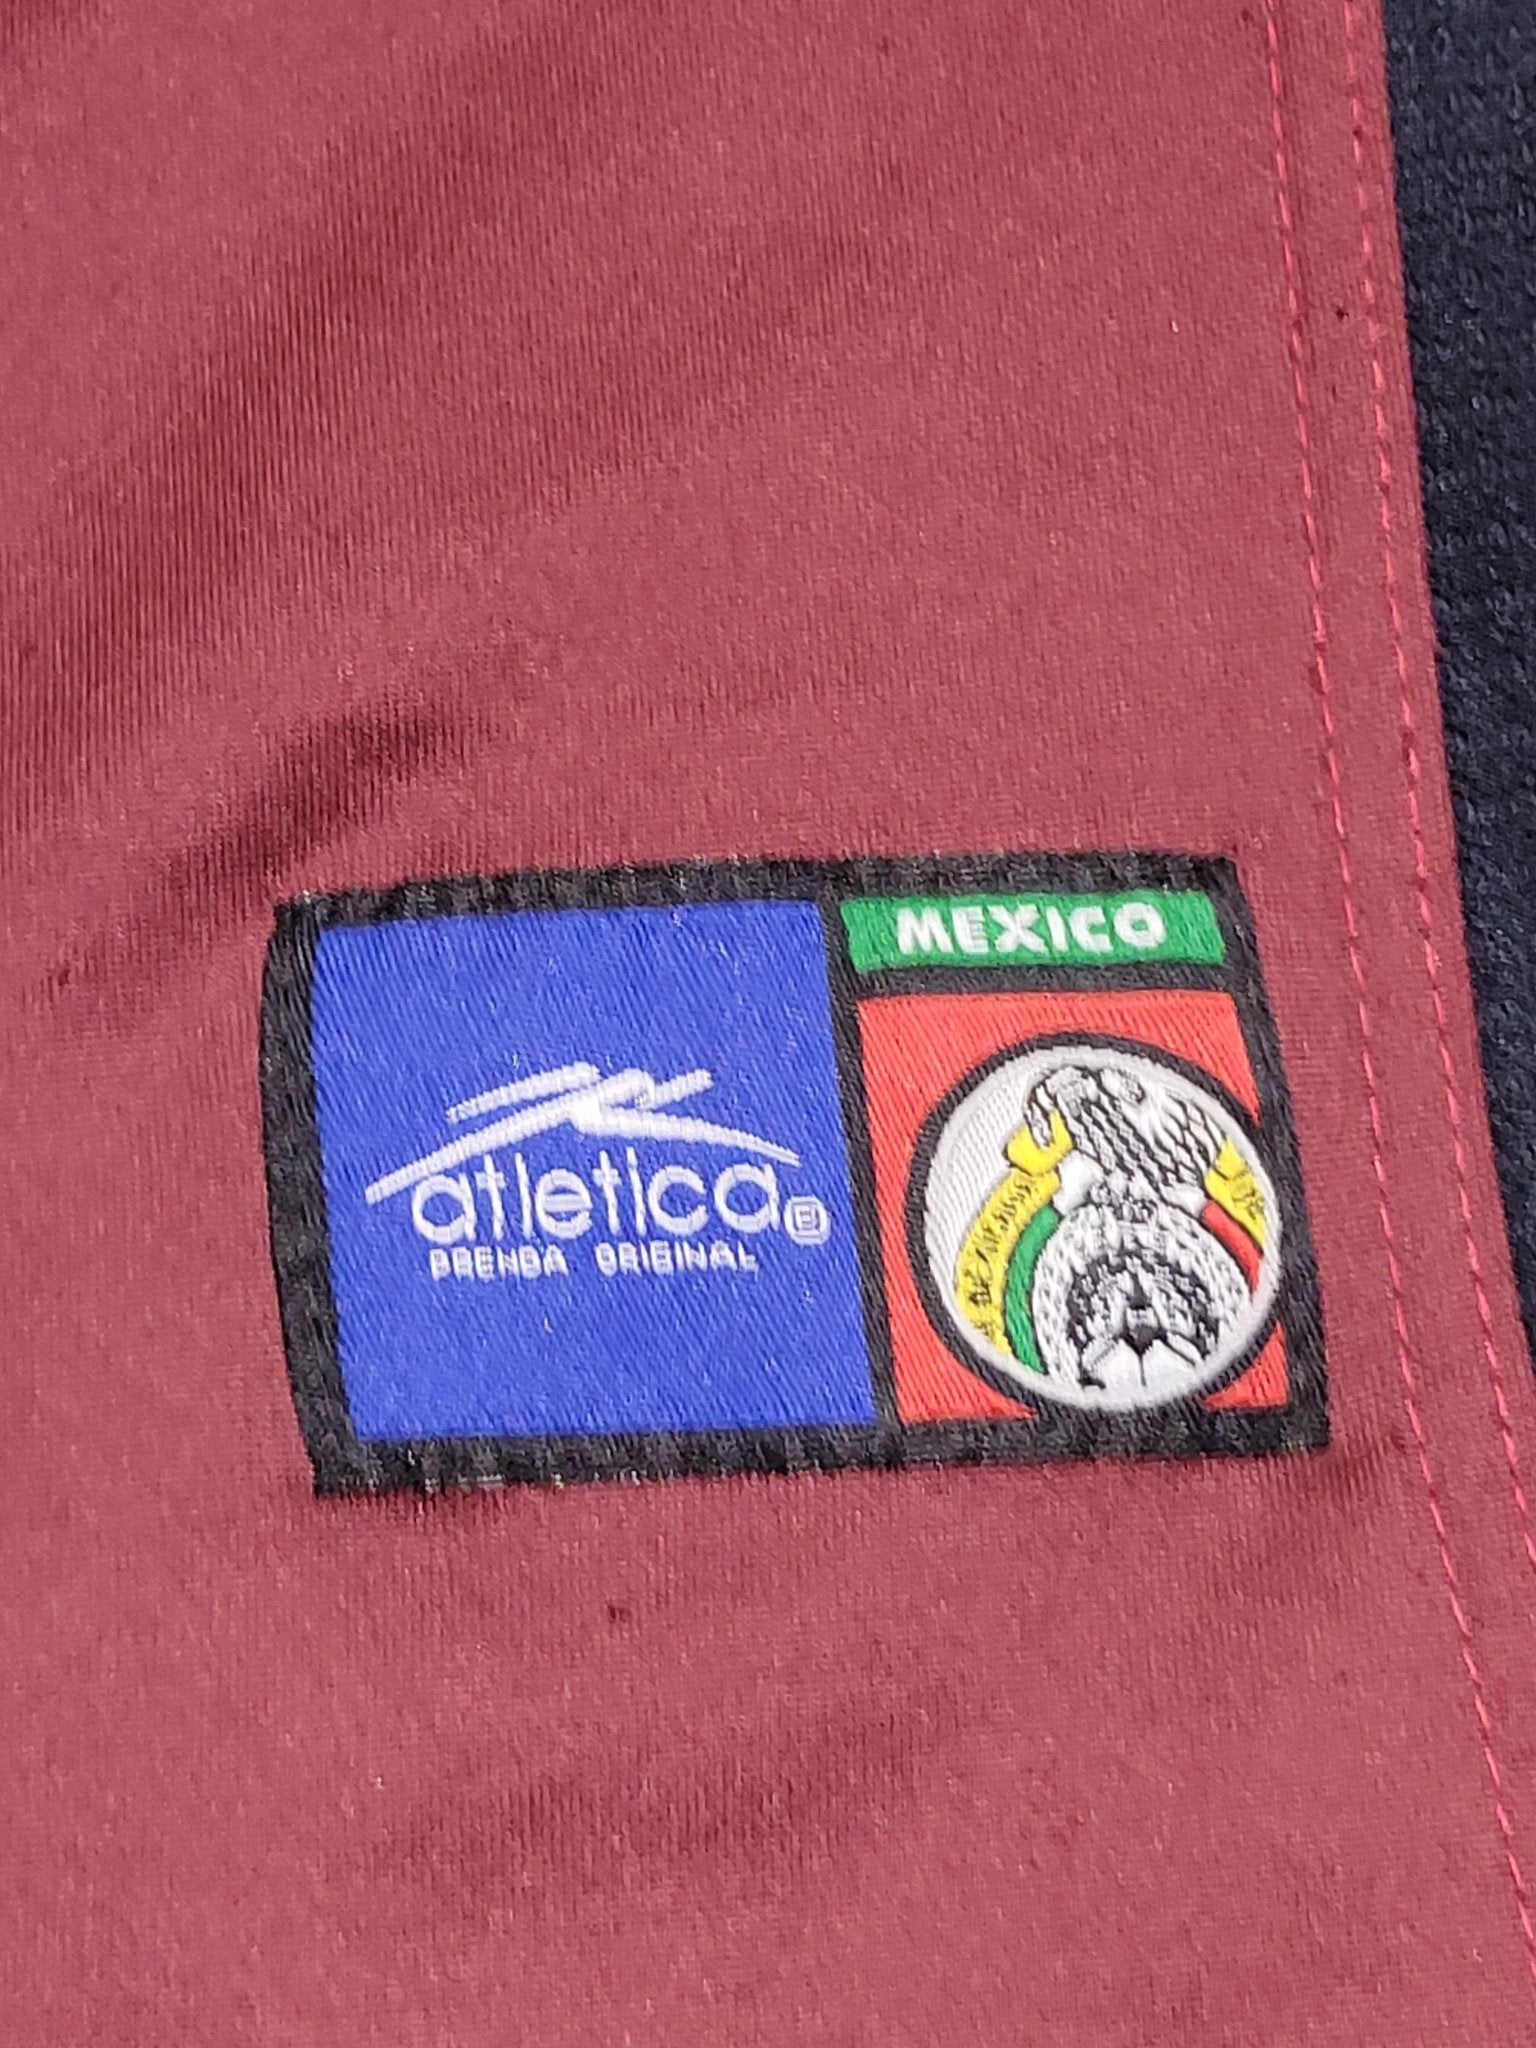 MEXICO
atletica ®
PRENDA ORIGINAL